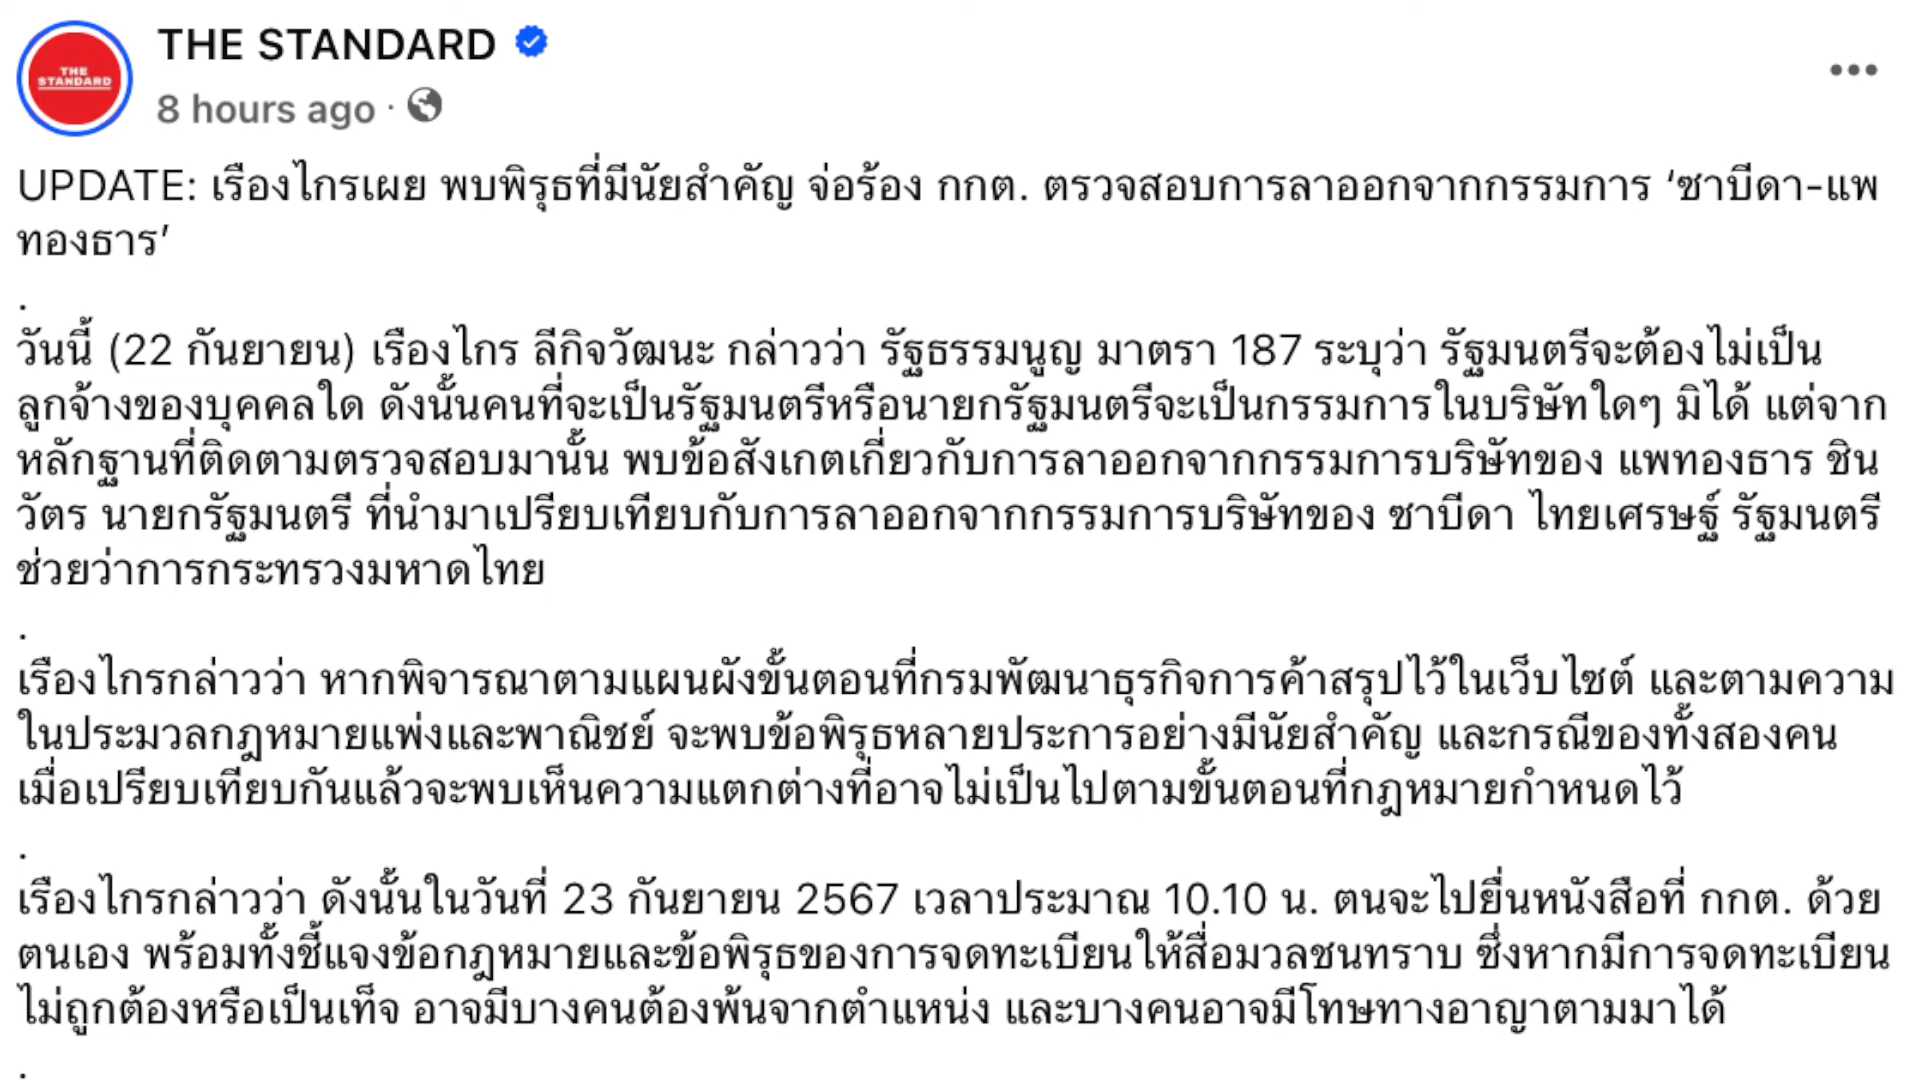 THE STANDARD
THE
STANDARD
8 hours ago ·
UPDATE: เรืองไกรเผย พบพิรุธที่มีนัยสำคัญ จ่อร้อง กกต. ตรวจสอบการลาออกจากกรรมการ ‘ซาบีดา-แพ
ทองธาร’
.
วันนี้ (22 กันยายน) เรืองไกร ลีกิจวัฒนะ กล่าวว่า รัฐธรรมนูญ มาตรา 187 ระบุว่า รัฐมนตรีจะต้องไม่เป็น
ลูกจ้างของบุคคลใด ดังนั้นคนที่จะเป็นรัฐมนตรีหรือนายกรัฐมนตรีจะเป็นกรรมการในบริษัทใดๆ มิได้ แต่จาก
หลักฐานที่ติดตามตรวจสอบมานั้น พบข้อสังเกตเกี่ยวกับการลาออกจากกรรมการบริษัทของ แพทองธาร ชิน
วัตร นายกรัฐมนตรี ที่นำมาเปรียบเทียบกับการลาออกจากกรรมการบริษัทของ ซาบีดา ไทยเศรษฐ์ รัฐมนตรี
ช่วยว่าการกระทรวงมหาดไทย
.
เรืองไกรกล่าวว่า หากพิจารณาตามแผนผังขั้นตอนที่กรมพัฒนาธุรกิจการค้าสรุปไว้ในเว็บไซต์ และตามความ
ในประมวลกฎหมายแพ่งและพาณิชย์ จะพบข้อพิรุธหลายประการอย่างมีนัยสำคัญ และกรณีของทั้งสองคน
เมื่อเปรียบเทียบกันแล้วจะพบเห็นความแตกต่างที่อาจไม่เป็นไปตามขั้นตอนที่กฎหมายกำหนดไว้
.
เรืองไกรกล่าวว่า ดังนั้นในวันที่ 23 กันยายน 2567 เวลาประมาณ 10.10 น. ตนจะไปยื่นหนังสือที่ กกต. ด้วย
ตนเอง พร้อมทั้งชี้แจงข้อกฎหมายและข้อพิรุธของการจดทะเบียนให้สื่อมวลชนทราบ ซึ่งหากมีการจดทะเบียน
ไม่ถูกต้องหรือเป็นเท็จ อาจมีบางคนต้องพ้นจากตำแหน่ง และบางคนอาจมีโทษทางอาญาตามมาได้
.